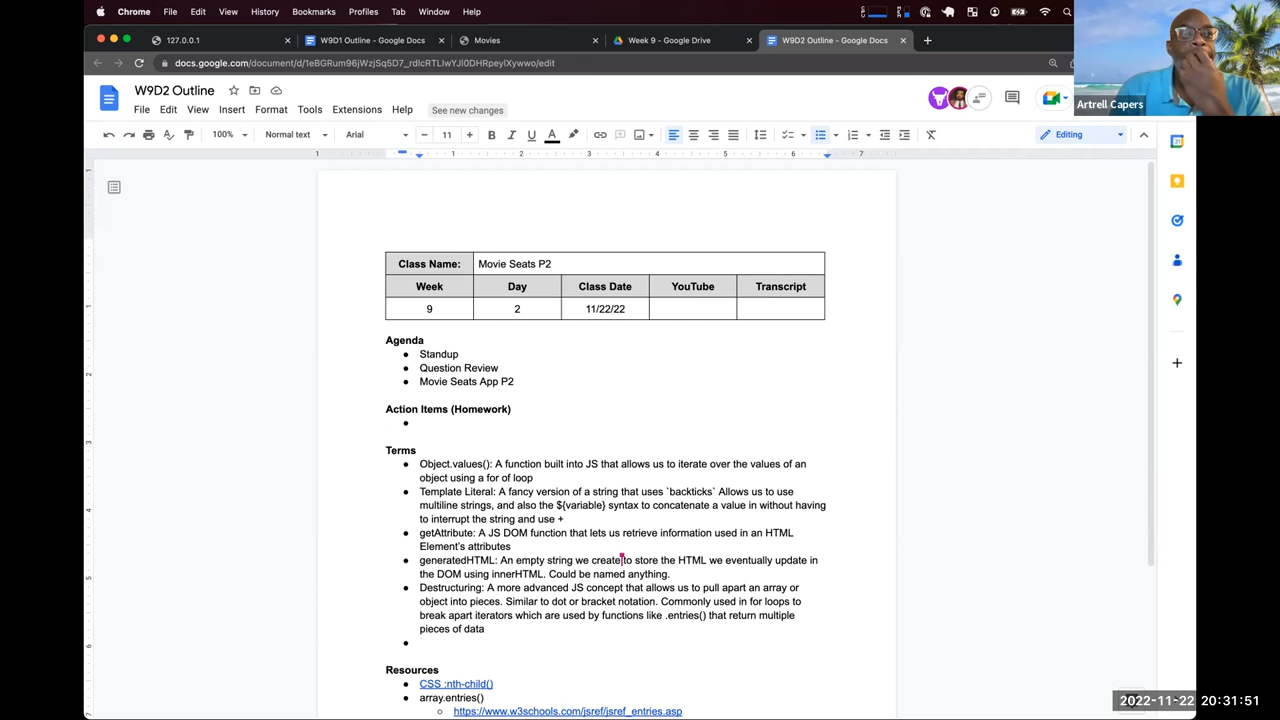 Chrome File Edit View History Bookmarks Profiles Tab Window Help
127.0.0.1
W9D1 Outline - Google Docs
Movies
Week 9 - Google Drive
W9D2 Outline - Google Docs
docs.google.com/document/d/1eBGRum96jWzjSq5D7_rdlcRTLlwYJl0DHRpeylXywwo/edit
Artrell Capers
W9D2 Outline
File Edit View Insert Format Tools Extensions Help
See new changes
100% Normal text Arial 11 Editing
1 1 2 3 4 5 6 7
Class Name: Movie Seats P2
Week Day Class Date YouTube Transcript
9 2 11/22/22
Agenda
Standup
Question Review
Movie Seats App P2
Action Items (Homework)
Terms
Object.values(): A function built into JS that allows us to iterate over the values of an
object using a for of loop
Template Literal: A fancy version of a string that uses `backticks` Allows us to use
multiline strings, and also the ${variable} syntax to concatenate a value in without having
to interrupt the string and use +
getAttribute: A JS DOM function that lets us retrieve information used in an HTML
Element's attributes
generatedHTML: An empty string we create to store the HTML we eventually update in
the DOM using innerHTML. Could be named anything.
Destructuring: A more advanced JS concept that allows us to pull apart an array or
object into pieces. Similar to dot or bracket notation. Commonly used in for loops to
break apart iterators which are used by functions like .entries() that return multiple
pieces of data
Resources
CSS :nth-child()
array.entries()
https://www.w3schools.com/jsref/jsref_entries.asp
2022-11-22 20:31:51